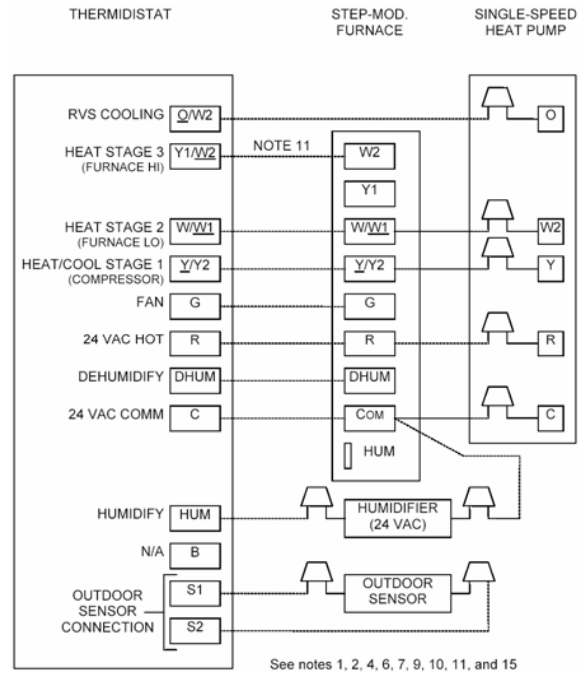 THERMIDISTAT
STEP-MOD.
FURNACE
SINGLE-SPEED
HEAT PUMP
RVS COOLING O/W2 O
HEAT STAGE 3 Y1/W2 NOTE 11 W2
(FURNACE HI)
Y1
HEAT STAGE 2 W/W1 W/W1 W2
(FURNACE LO)
HEAT/COOL STAGE 1 Y/Y2 Y/Y2 Y
(COMPRESSOR)
FAN G G
24 VAC HOT R R R
DEHUMIDIFY DHUM DHUM
24 VAC COMM C COM C
HUM
HUMIDIFY HUM HUMIDIFIER
(24 VAC)
N/A B
OUTDOOR
SENSOR
CONNECTION
S1 OUTDOOR
SENSOR
S2
See notes 1, 2, 4, 6, 7, 9, 10, 11, and 15